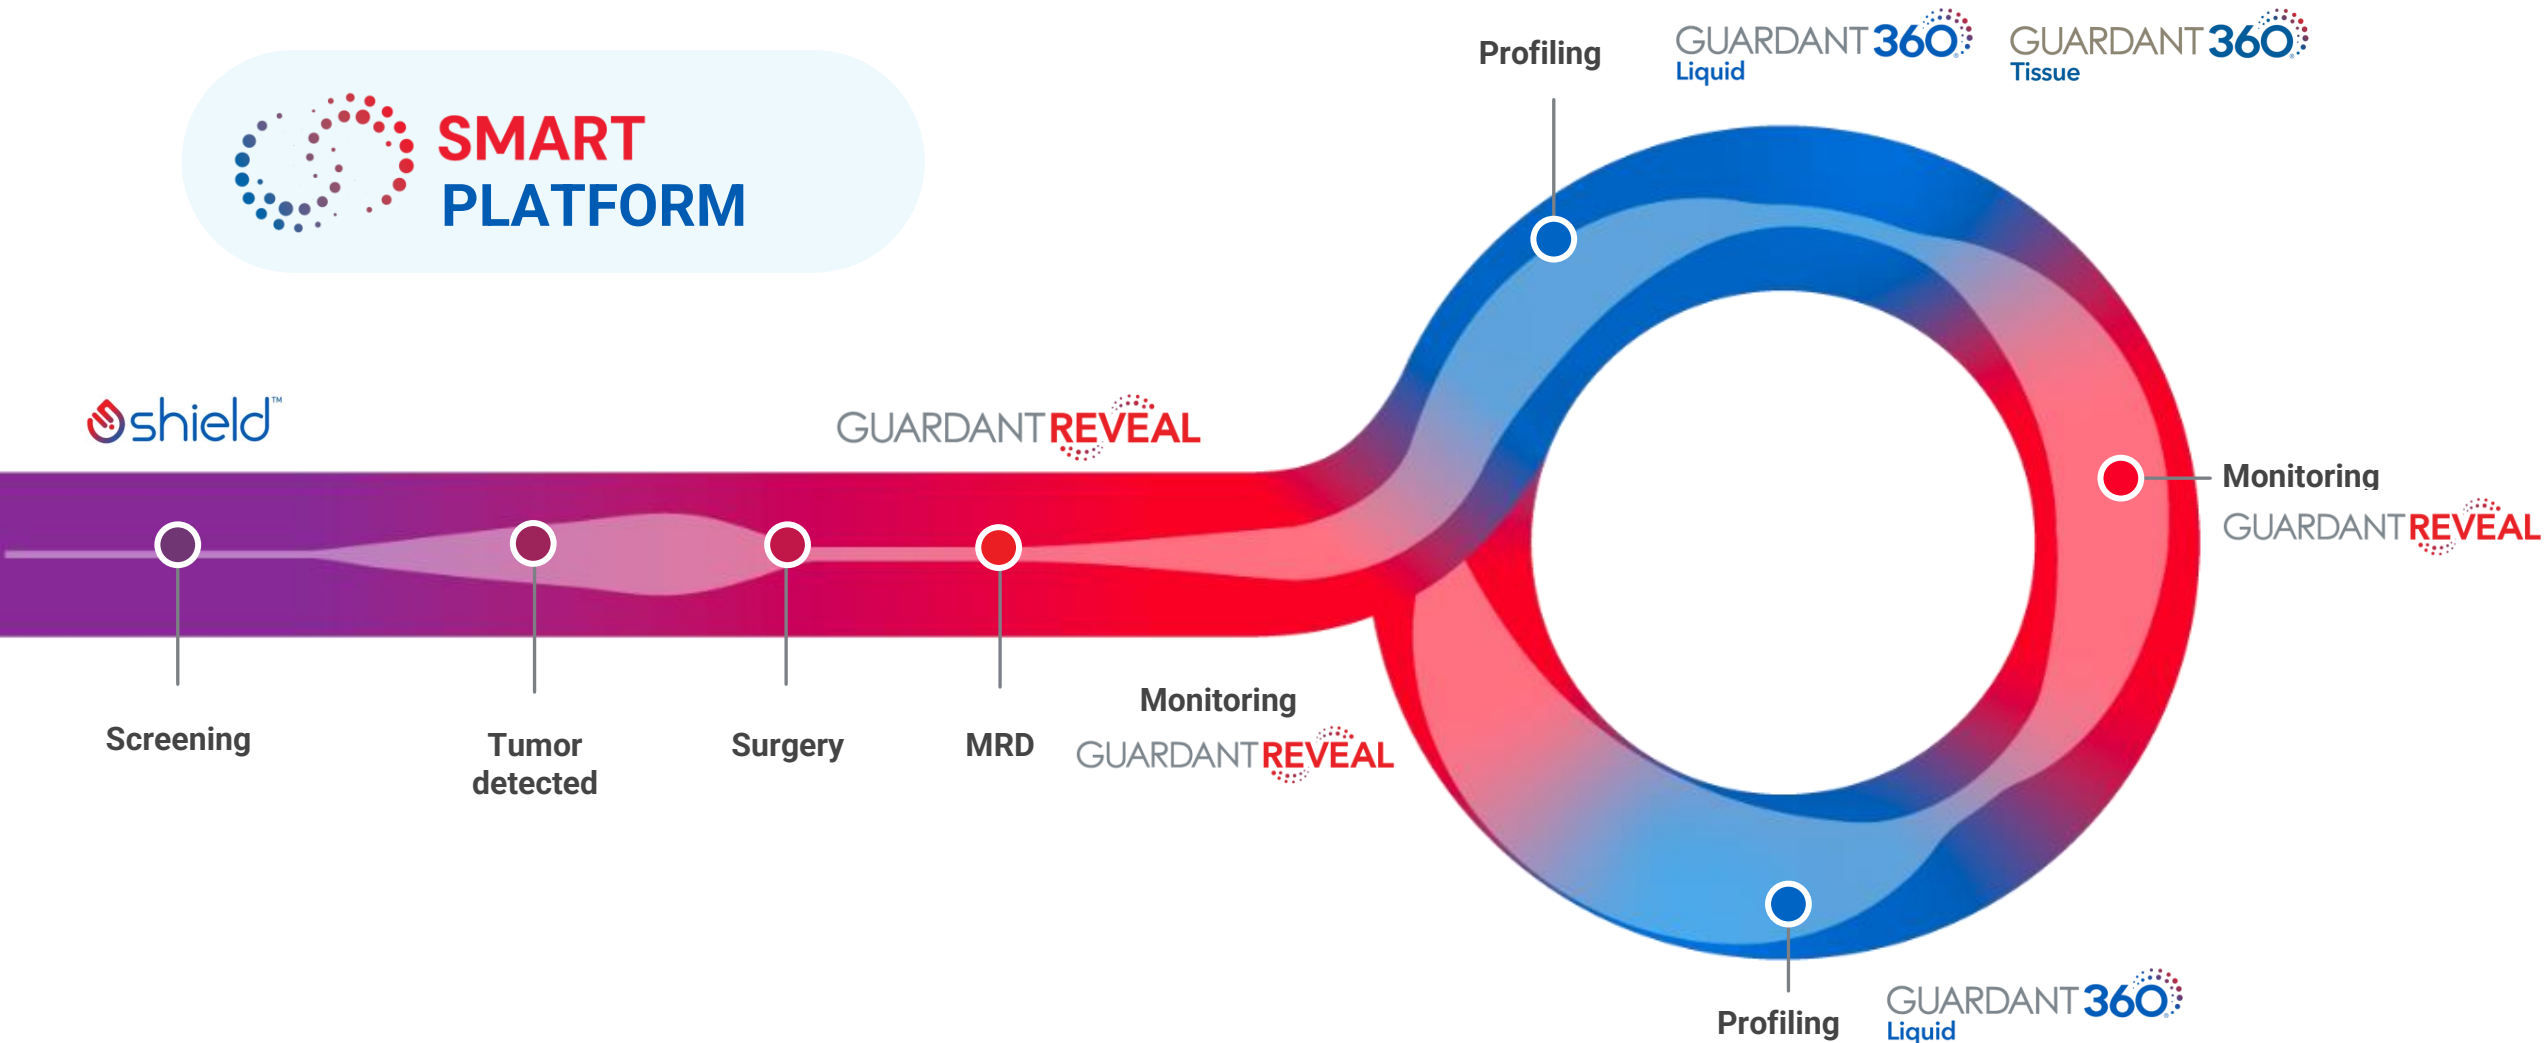 SMART
PLATFORM
Profiling
GUARDANT360
Liquid
GUARDANT360
Tissue
shield™
GUARDANTREVEAL
Monitoring
GUARDANTREVEAL
Screening
Tumor
detected
Surgery
MRD
Monitoring
GUARDANTREVEAL
Profiling
GUARDANT360
Liquid